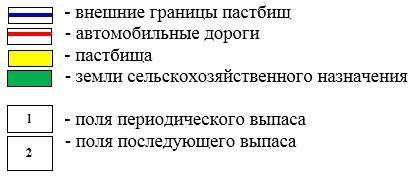 - внешние границы пастбищ
- автомобильные дороги
- пастбища
- земли сельскохозяйственного назначения
1 - поля периодического выпаса
2 - поля последующего выпаса